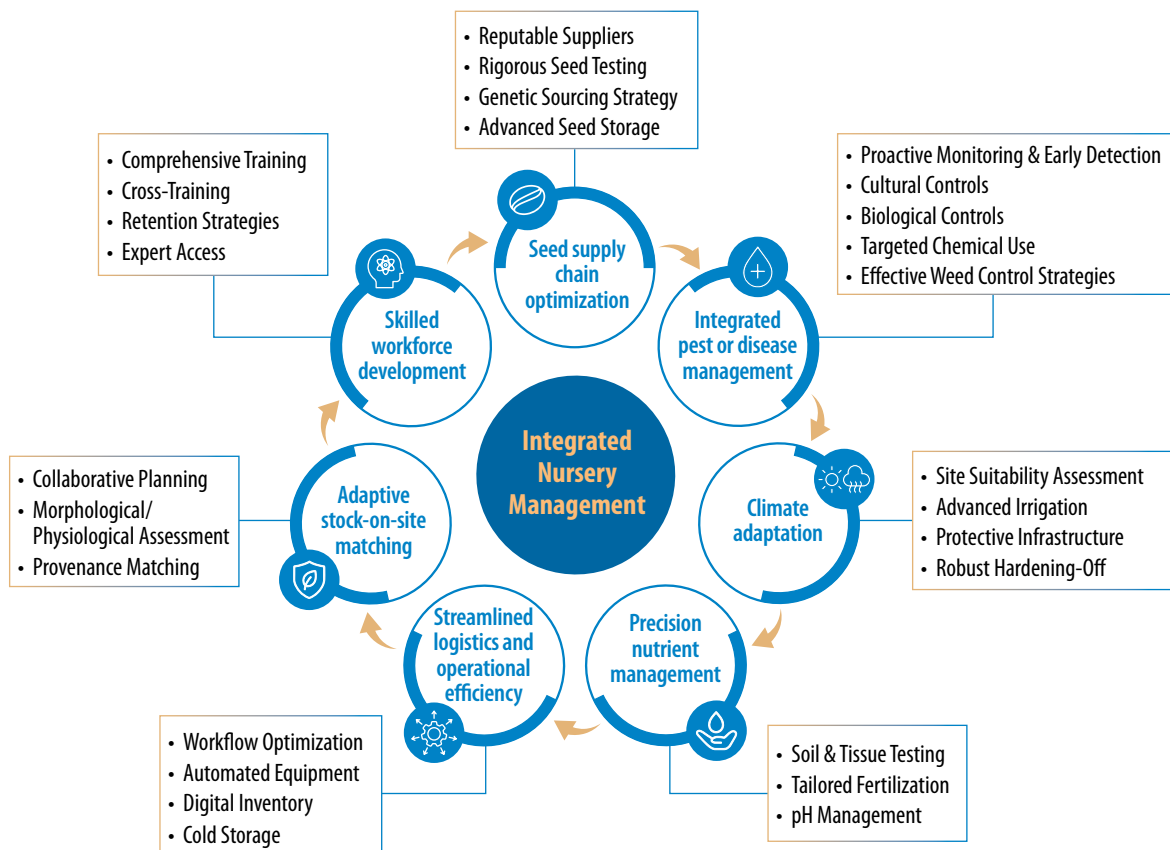 • Reputable Suppliers
• Rigorous Seed Testing
• Genetic Sourcing Strategy
• Advanced Seed Storage
• Comprehensive Training
• Cross-Training
• Retention Strategies
• Expert Access
• Proactive Monitoring & Early Detection
• Cultural Controls
• Biological Controls
• Targeted Chemical Use
• Effective Weed Control Strategies
Seed supply
chain
optimization
Skilled
workforce
development
Integrated
pest or disease
management
Integrated
Nursery
Management
• Collaborative Planning
• Morphological/
Physiological Assessment
• Provenance Matching
Adaptive
stock-on-site
matching
Climate
adaptation
• Site Suitability Assessment
• Advanced Irrigation
• Protective Infrastructure
• Robust Hardening-Off
Streamlined
logistics and
operational
efficiency
Precision
nutrient
management
• Workflow Optimization
• Automated Equipment
• Digital Inventory
• Cold Storage
• Soil & Tissue Testing
• Tailored Fertilization
• pH Management